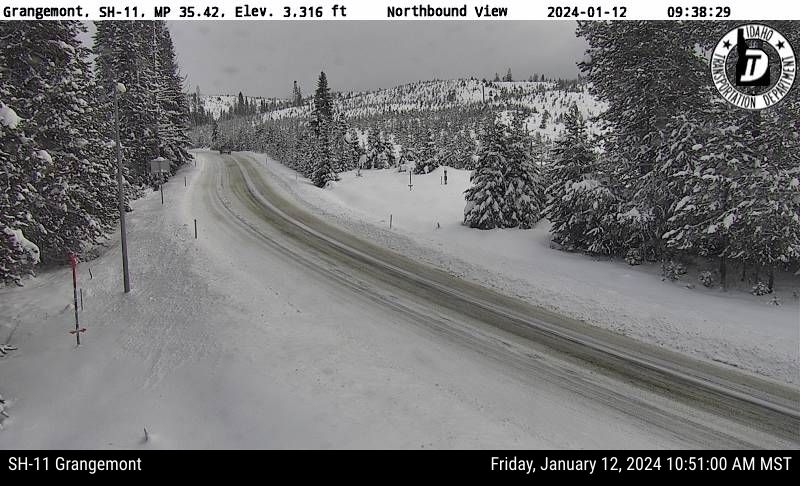 Grangemont, SH-11, MP 35.42, Elev. 3,316 ft Northbound View 2024-01-12 09:38:29
IDAHO
TRANSPORTATION DEPARTMENT
SH-11 Grangemont Friday, January 12, 2024 10:51:00 AM MST